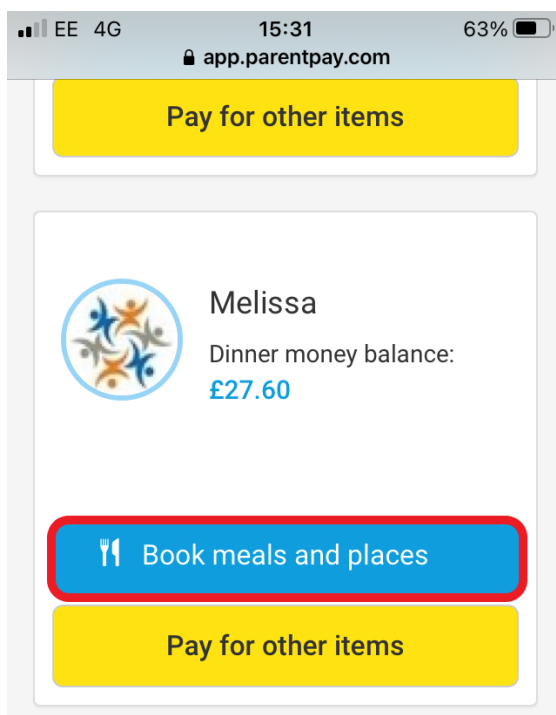 EE 4G 15:31 63%
app.parentpay.com
Pay for other items
Melissa
Dinner money balance:
£27.60
Book meals and places
Pay for other items